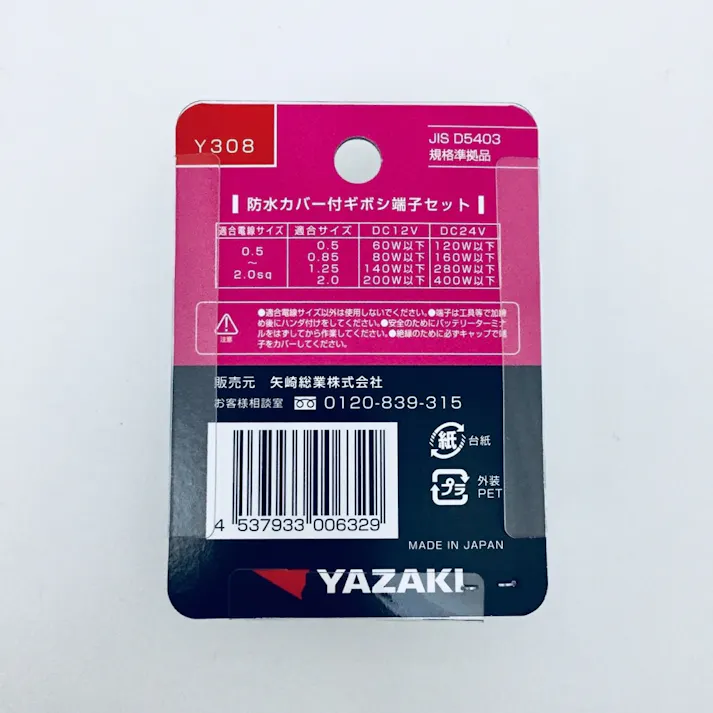 Y308
JIS D5403
規格準拠品
防水カバー付ギボシ端子セット
適合電線サイズ 適合サイズ DC12V DC24V
0.5 60W以下 120W以下
0.5 0.85 80W以下 160W以下
～ 1.25 140W以下 280W以下
2.0sq 2.0 200W以下 400W以下
●適合電線サイズ以外は使用しないでください。●端子は工具等で加締
め後にハンダ付けをしてください。●安全のためにバッテリーターミナ
ルをはずしてから作業してください。●絶縁のために必ずキャップで端
子をカバーしてください。
注意
販売元 矢崎総業株式会社
お客様相談室 0120-839-315
紙 台紙
プラ 外装
PET
4 537933 006329
MADE IN JAPAN
YAZAKI